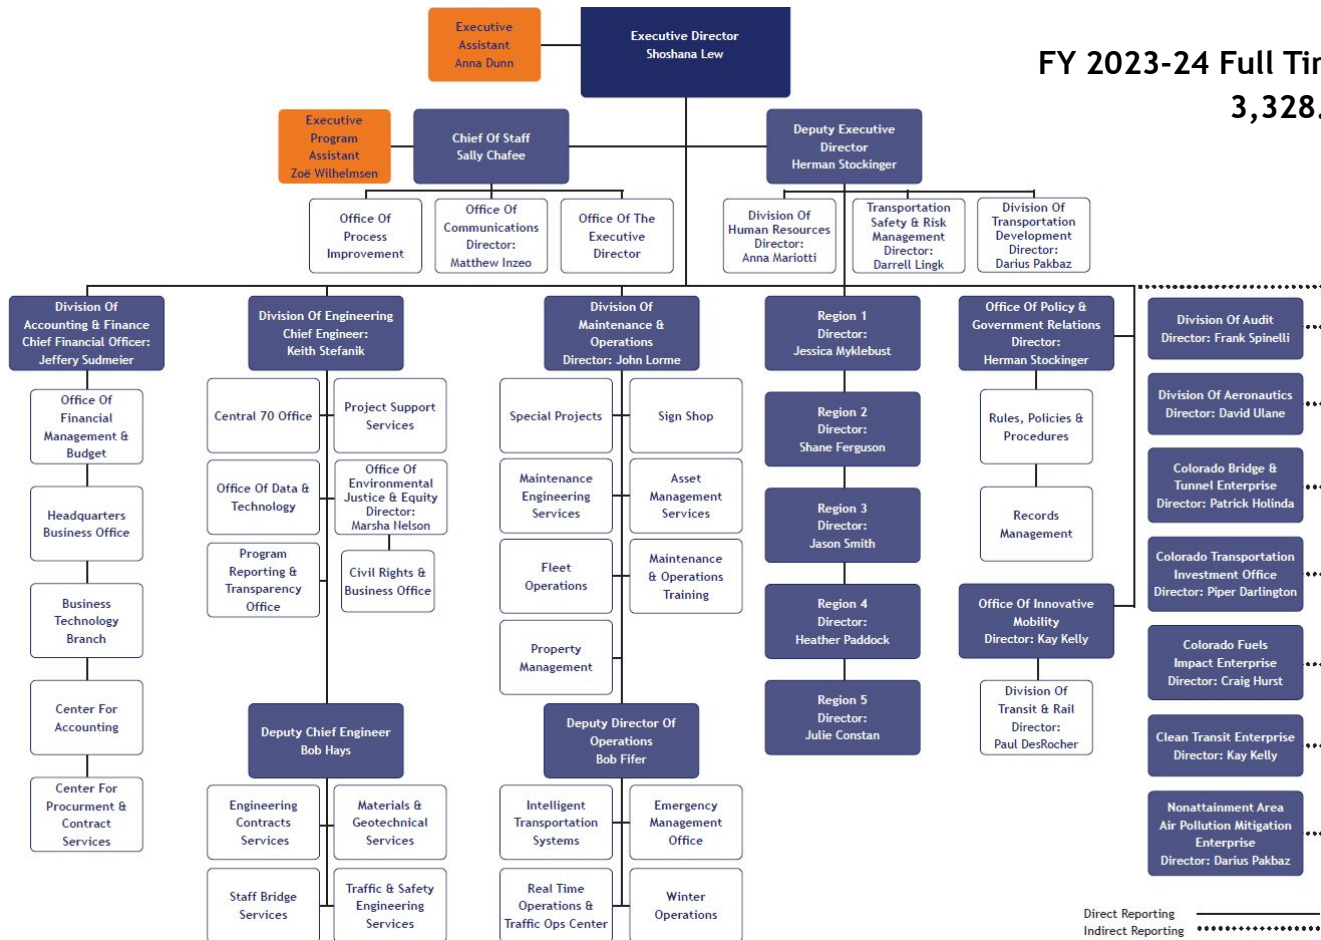 Executive
Assistant
Anna Dunn
Executive Director
Shoshana Lew
FY 2023-24 Full Tir
3,328.
Executive
Program
Assistant
Zoë Wilhelmsen
Chief Of Staff
Sally Chafee
Deputy Executive
Director
Herman Stockinger
Office Of
Process
Improvement
Office Of
Communications
Director:
Matthew Inzeo
Office Of The
Executive
Director
Division Of
Human Resources
Director:
Anna Mariotti
Transportation
Safety & Risk
Management
Director:
Darrell Lingk
Division Of
Transportation
Development
Director:
Darius Pakbaz
Division Of
Accounting & Finance
Chief Financial Officer:
Jeffery Sudmeier
Office Of
Financial
Management &
Budget
Headquarters
Business Office
Business
Technology
Branch
Center For
Accounting
Center For
Procurment &
Contract
Services
Division Of Engineering
Chief Engineer:
Keith Stefanik
Central 70 Office
Project Support
Services
Office Of Data &
Technology
Office Of
Environmental
Justice & Equity
Director:
Marsha Nelson
Program
Reporting &
Transparency
Office
Civil Rights &
Business Office
Deputy Chief Engineer
Bob Hays
Engineering
Contracts
Services
Materials &
Geotechnical
Services
Staff Bridge
Services
Traffic & Safety
Engineering
Services
Division Of
Maintenance &
Operations
Director: John Lorme
Special Projects
Sign Shop
Maintenance
Engineering
Services
Asset
Management
Services
Fleet
Operations
Maintenance
& Operations
Training
Property
Management
Deputy Director Of
Operations
Bob Fifer
Intelligent
Transportation
Systems
Emergency
Management
Office
Real Time
Operations &
Traffic Ops Center
Winter
Operations
Region 1
Director:
Jessica Myklebust
Region 2
Director:
Shane Ferguson
Region 3
Director:
Jason Smith
Region 4
Director:
Heather Paddock
Region 5
Director:
Julie Constan
Office Of Policy &
Government Relations
Director:
Herman Stockinger
Rules, Policies &
Procedures
Records
Management
Office Of Innovative
Mobility
Director: Kay Kelly
Division Of
Transit & Rail
Director:
Paul DesRocher
Division Of Audit
Director: Frank Spinelli
Division Of Aeronautics
Director: David Ulane
Colorado Bridge &
Tunnel Enterprise
Director: Patrick Holinda
Colorado Transportation
Investment Office
Director: Piper Darlington
Colorado Fuels
Impact Enterprise
Director: Craig Hurst
Clean Transit Enterprise
Director: Kay Kelly
Nonattainment Area
Air Pollution Mitigation
Enterprise
Director: Darius Pakbaz
Direct Reporting
Indirect Reporting